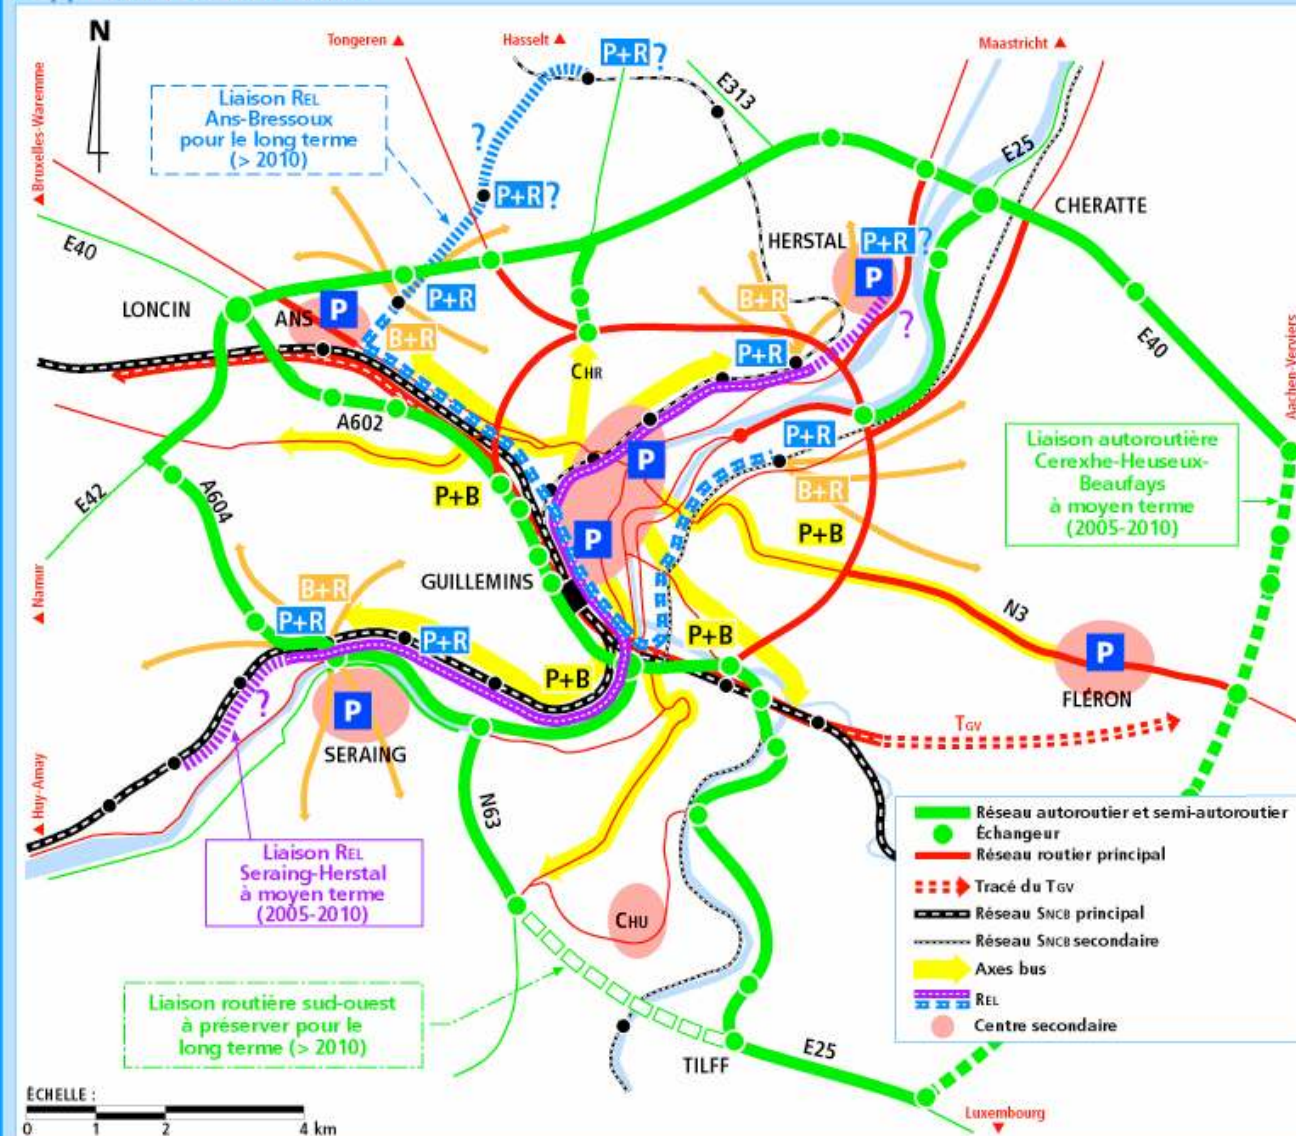 N
Tongeren ▲
Hasselt ▲
P+R ?
Maastricht ▲
E313
Liaison REL
Ans-Bressoux
pour le long terme
(> 2010)
?
E25
▲ Bruxelles-Waremme
P+R ?
CHERATTE
HERSTAL
P+R ?
P
E40
LONCIN
ANS
P
P+R
B+R
B+R
?
E40
P+R
CHR
Aachen-Verviers
A602
P+R
Liaison autoroutière
Cerexhe-Heuseux-
Beaufays
à moyen terme
(2005-2010)
P
E42
A604
P+B
B+R
P+B
P
GUILLEMINS
▲ Namur
B+R
P+R
P+R
N3
P+B
P
P+B
FLÉRON
?
P
SERAING
TGV
▲ Huy-Amay
N63
Liaison REL
Seraing-Herstal
à moyen terme
(2005-2010)
CHU
Réseau autoroutier et semi-autoroutier
Échangeur
Réseau routier principal
Tracé du TGV
Réseau SNCB principal
Réseau SNCB secondaire
Axes bus
REL
Centre secondaire
Liaison routière sud-ouest
à préserver pour le
long terme (> 2010)
TILFF
E25
Luxembourg
▼
ÉCHELLE :
0 1 2 4 km